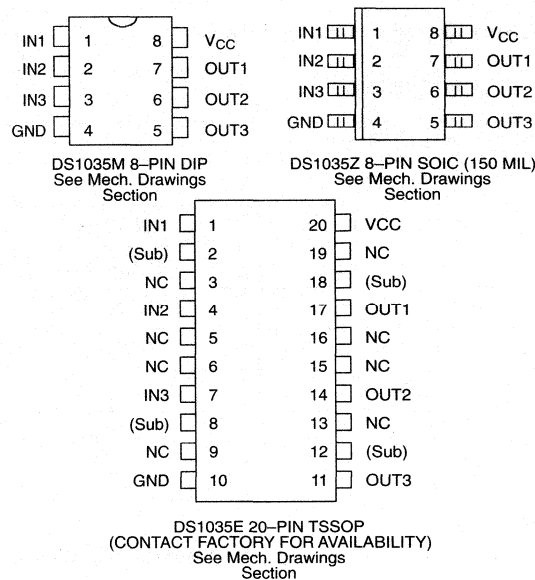 IN1 1 8 VCC
IN2 2 7 OUT1
IN3 3 6 OUT2
GND 4 5 OUT3
DS1035M 8–PIN DIP
See Mech. Drawings
Section
IN1 1 8 VCC
IN2 2 7 OUT1
IN3 3 6 OUT2
GND 4 5 OUT3
DS1035Z 8–PIN SOIC (150 MIL)
See Mech. Drawings
Section
IN1 1 20 VCC
(Sub) 2 19 NC
NC 3 18 (Sub)
IN2 4 17 OUT1
NC 5 16 NC
NC 6 15 NC
IN3 7 14 OUT2
(Sub) 8 13 NC
NC 9 12 (Sub)
GND 10 11 OUT3
DS1035E 20–PIN TSSOP
(CONTACT FACTORY FOR AVAILABILITY)
See Mech. Drawings
Section